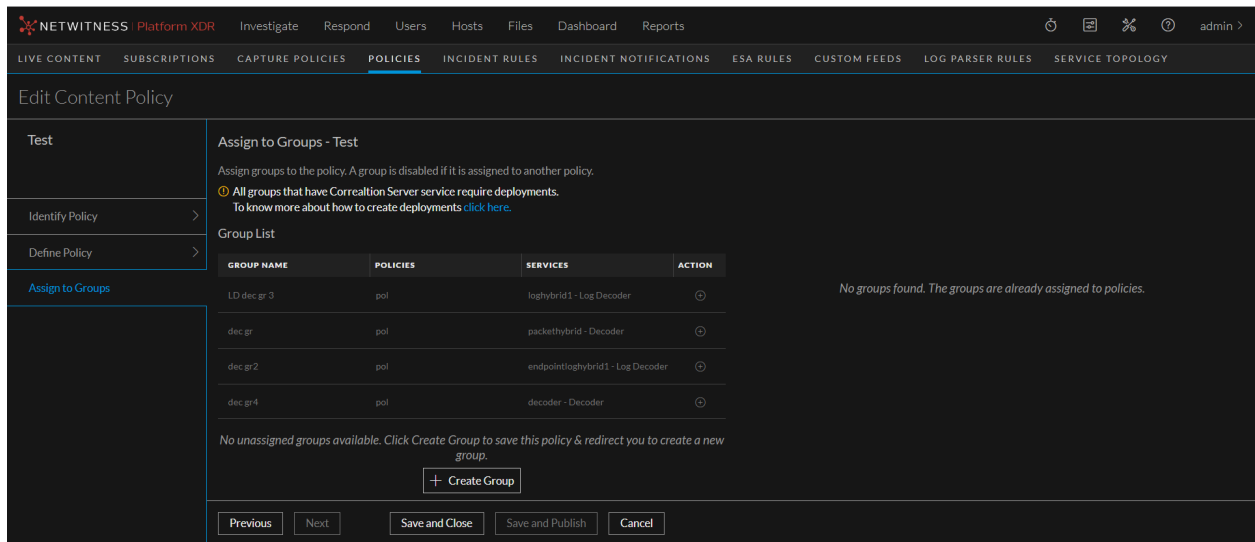 NETWITNESS | Platform XDR Investigate Respond Users Hosts Files Dashboard Reports admin >
LIVE CONTENT SUBSCRIPTIONS CAPTURE POLICIES POLICIES INCIDENT RULES INCIDENT NOTIFICATIONS ESA RULES CUSTOM FEEDS LOG PARSER RULES SERVICE TOPOLOGY
Edit Content Policy
Test
Identify Policy
Define Policy
Assign to Groups
Assign to Groups - Test
Assign groups to the policy. A group is disabled if it is assigned to another policy.
All groups that have Correaltion Server service require deployments.
To know more about how to create deployments click here.
Group List
GROUP NAME POLICIES SERVICES ACTION
LD dec gr 3 pol loghybrid1 - Log Decoder
dec gr pol packethybrid - Decoder
dec gr2 pol endpointloghybrid1 - Log Decoder
dec gr4 pol decoder - Decoder
No unassigned groups available. Click Create Group to save this policy & redirect you to create a new
group.
+ Create Group
No groups found. The groups are already assigned to policies.
Previous Next Save and Close Save and Publish Cancel